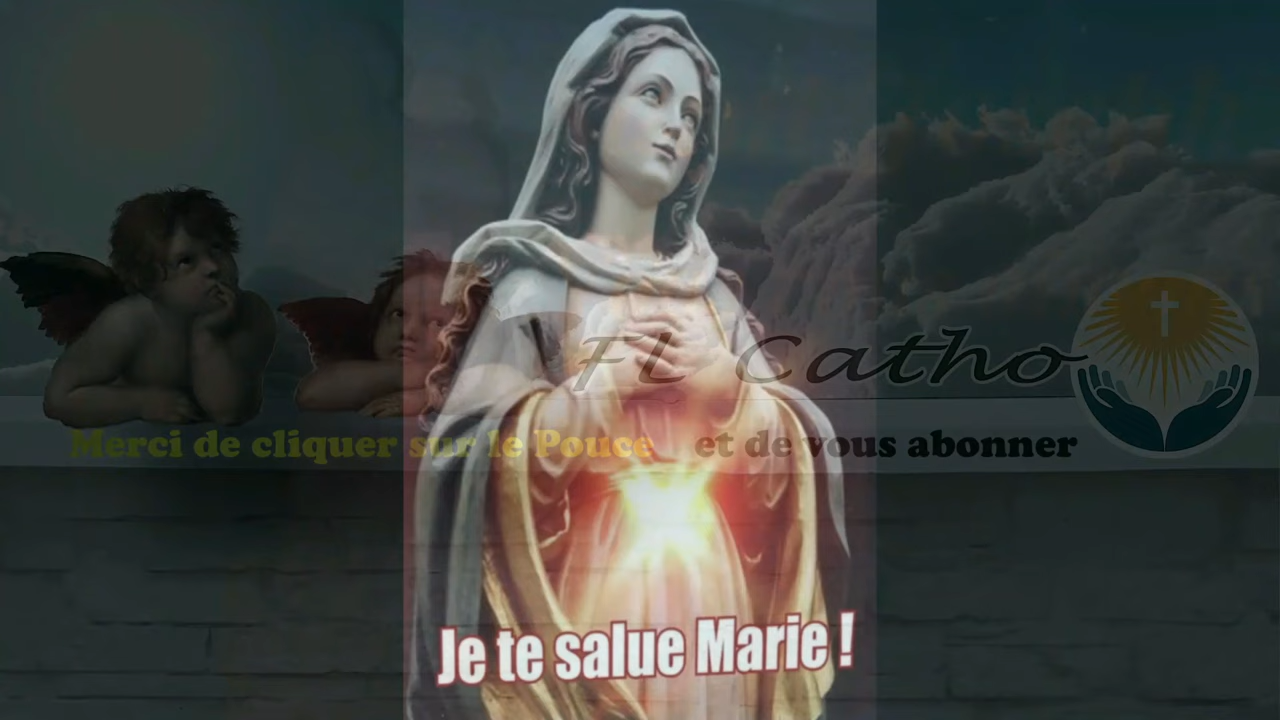 FL Catho
Merci de cliquer sur le Pouce et de vous abonner
Je te salue Marie !